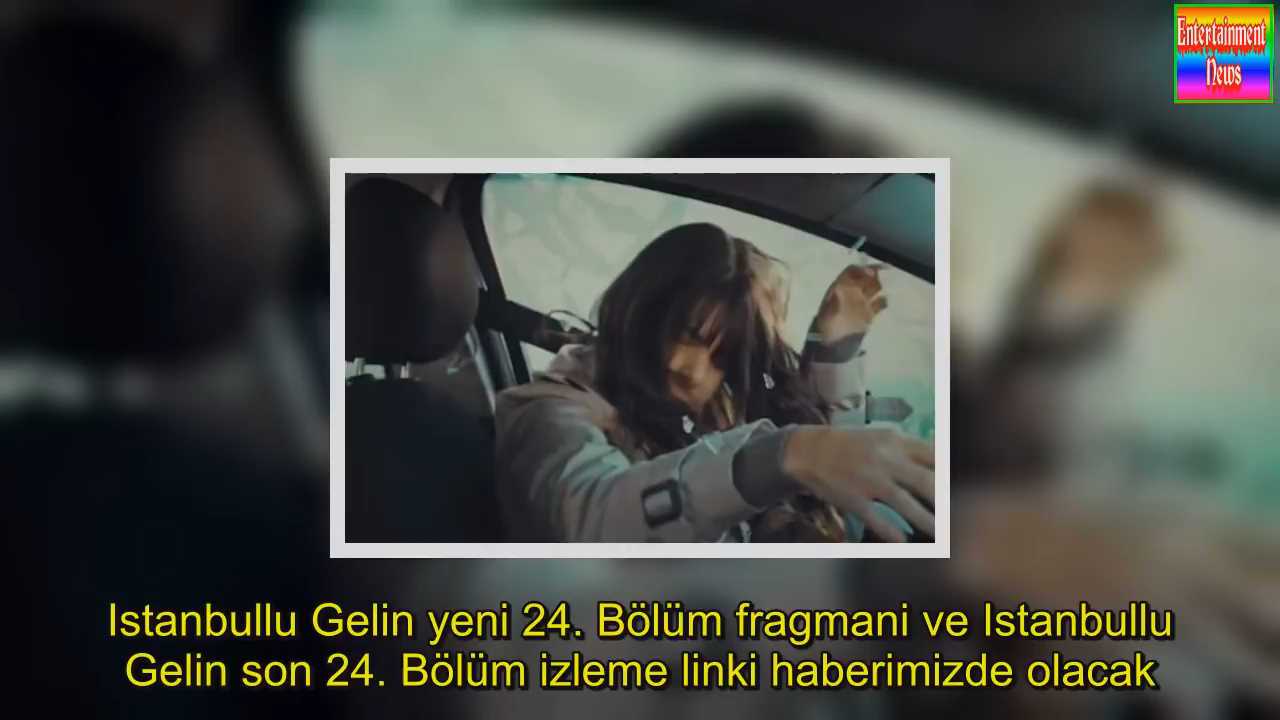 Entertainment
News
Istanbullu Gelin yeni 24. Bölüm fragmani ve Istanbullu
Gelin son 24. Bölüm izleme linki haberimizde olacak